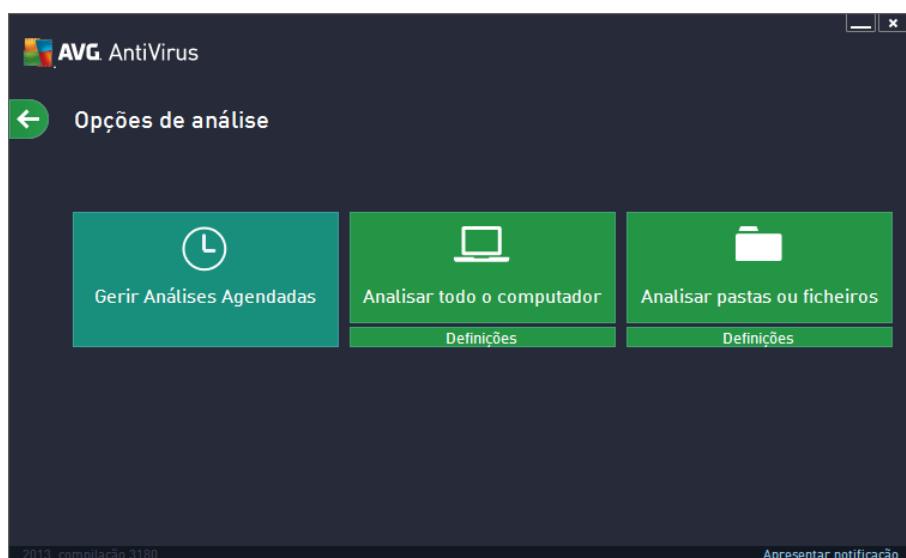 AVG. AntiVirus
Opções de análise
Gerir Análises Agendadas
Analisar todo o computador
Definições
Analisar pastas ou ficheiros
Definições
2013, compilação 3180
Apresentar notificação